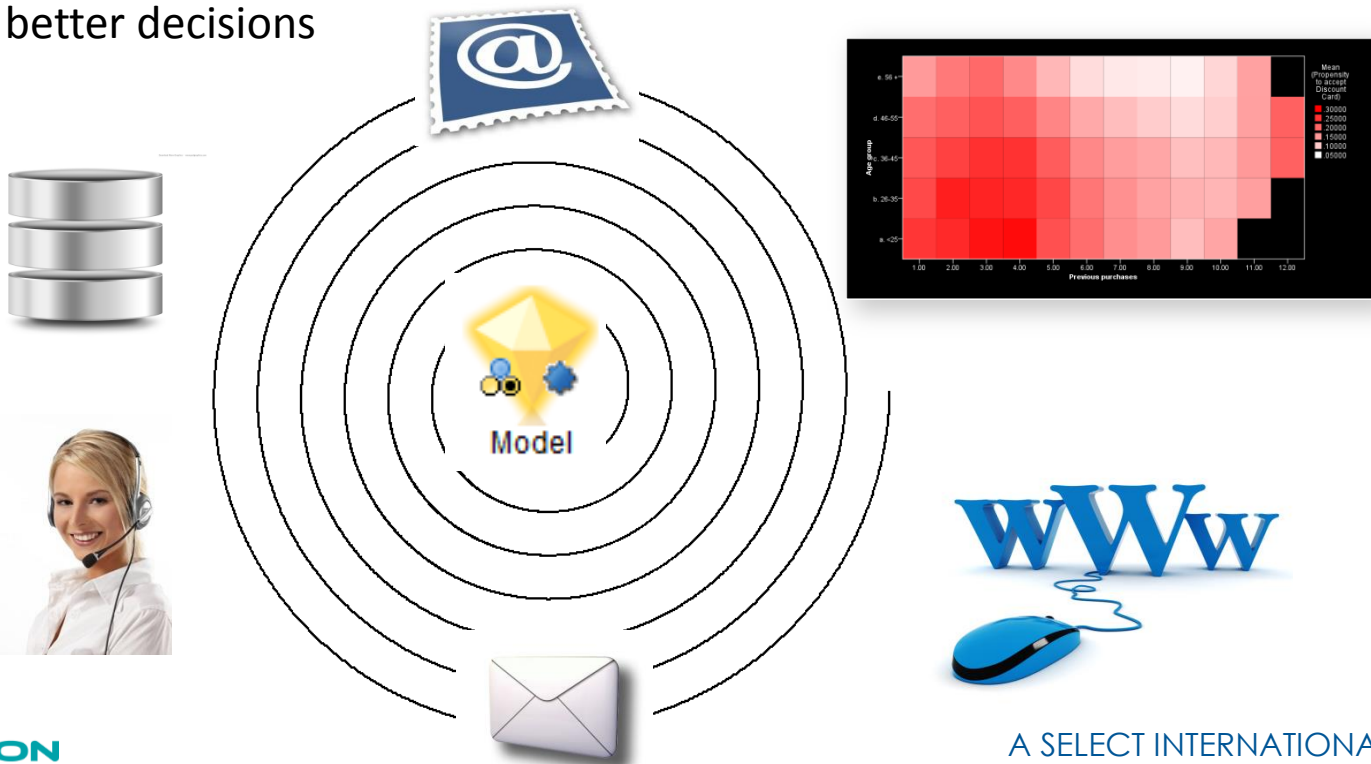 better decisions
@
Mean
(Propensity
to accept
Discount
Card)
.30000
.25000
.20000
.15000
.10000
.05000
Age group
e. 56 +
d. 46-55
c. 36-45
b. 26-35
a. <25
1.00 2.00 3.00 4.00 5.00 6.00 7.00 8.00 9.00 10.00 11.00 12.00
Previous purchases
Model
WWw
ON
A SELECT INTERNATIONA